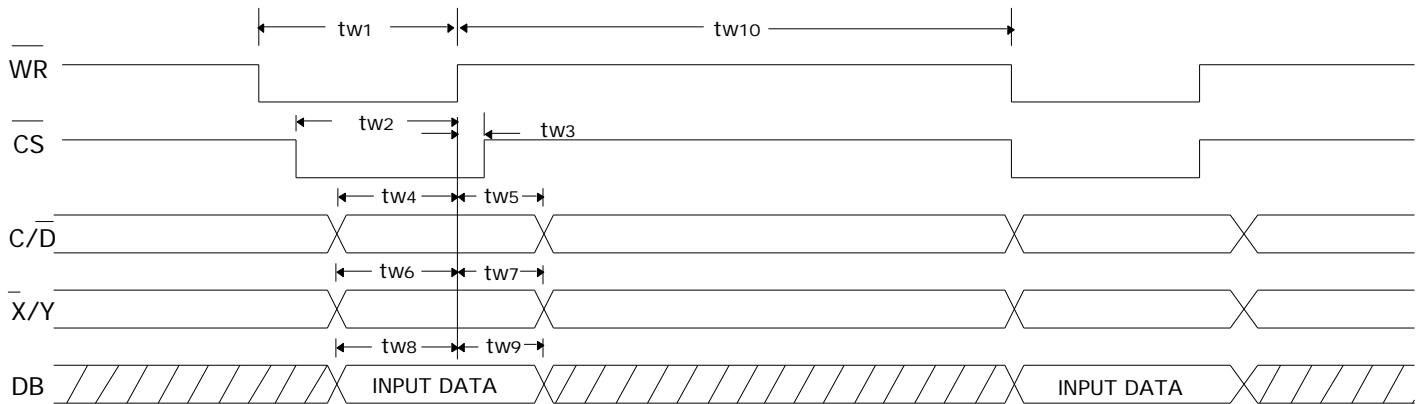 tw1 tw10
WR
tw2 tw3
CS
tw4 tw5
C/D
tw6 tw7
X/Y
tw8 tw9
DB INPUT DATA INPUT DATA